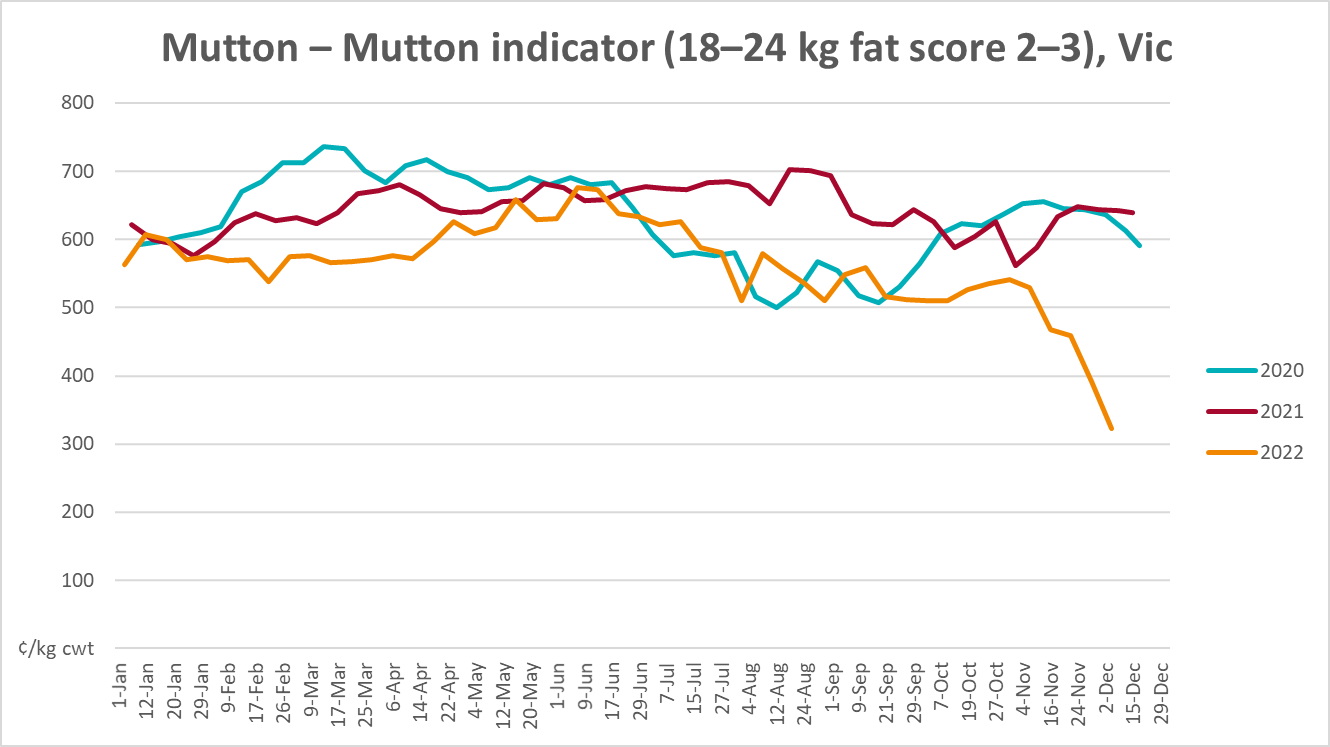 Mutton – Mutton indicator (18–24 kg fat score 2–3), Vic
800
700
600
500
400
300
200
100
¢/kg cwt
1-Jan
12-Jan
20-Jan
29-Jan
9-Feb
17-Feb
26-Feb
9-Mar
17-Mar
25-Mar
6-Apr
14-Apr
22-Apr
4-May
12-May
20-May
1-Jun
9-Jun
17-Jun
29-Jun
7-Jul
15-Jul
27-Jul
4-Aug
12-Aug
24-Aug
1-Sep
9-Sep
21-Sep
29-Sep
7-Oct
19-Oct
27-Oct
4-Nov
16-Nov
24-Nov
2-Dec
15-Dec
29-Dec
2020
2021
2022